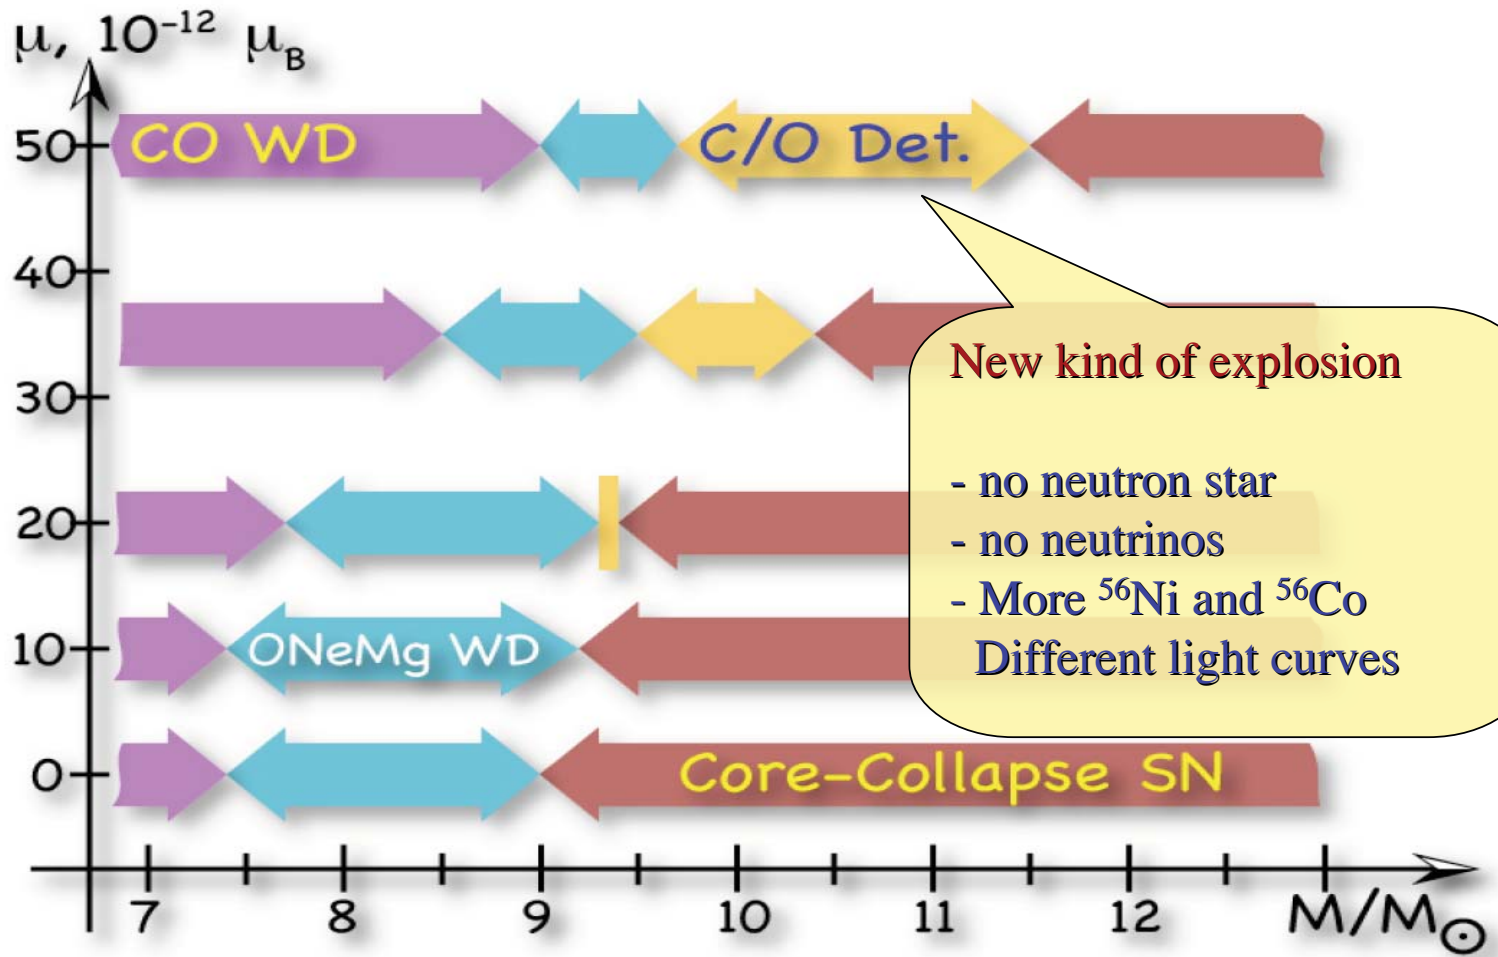 μ, 10⁻¹² μ_B
50
CO WD
C/O Det.
40
30
New kind of explosion
- no neutron star
- no neutrinos
- More ⁵⁶Ni and ⁵⁶Co
Different light curves
20
10
ONeMg WD
0
Core-Collapse SN
7 8 9 10 11 12 M/M☉